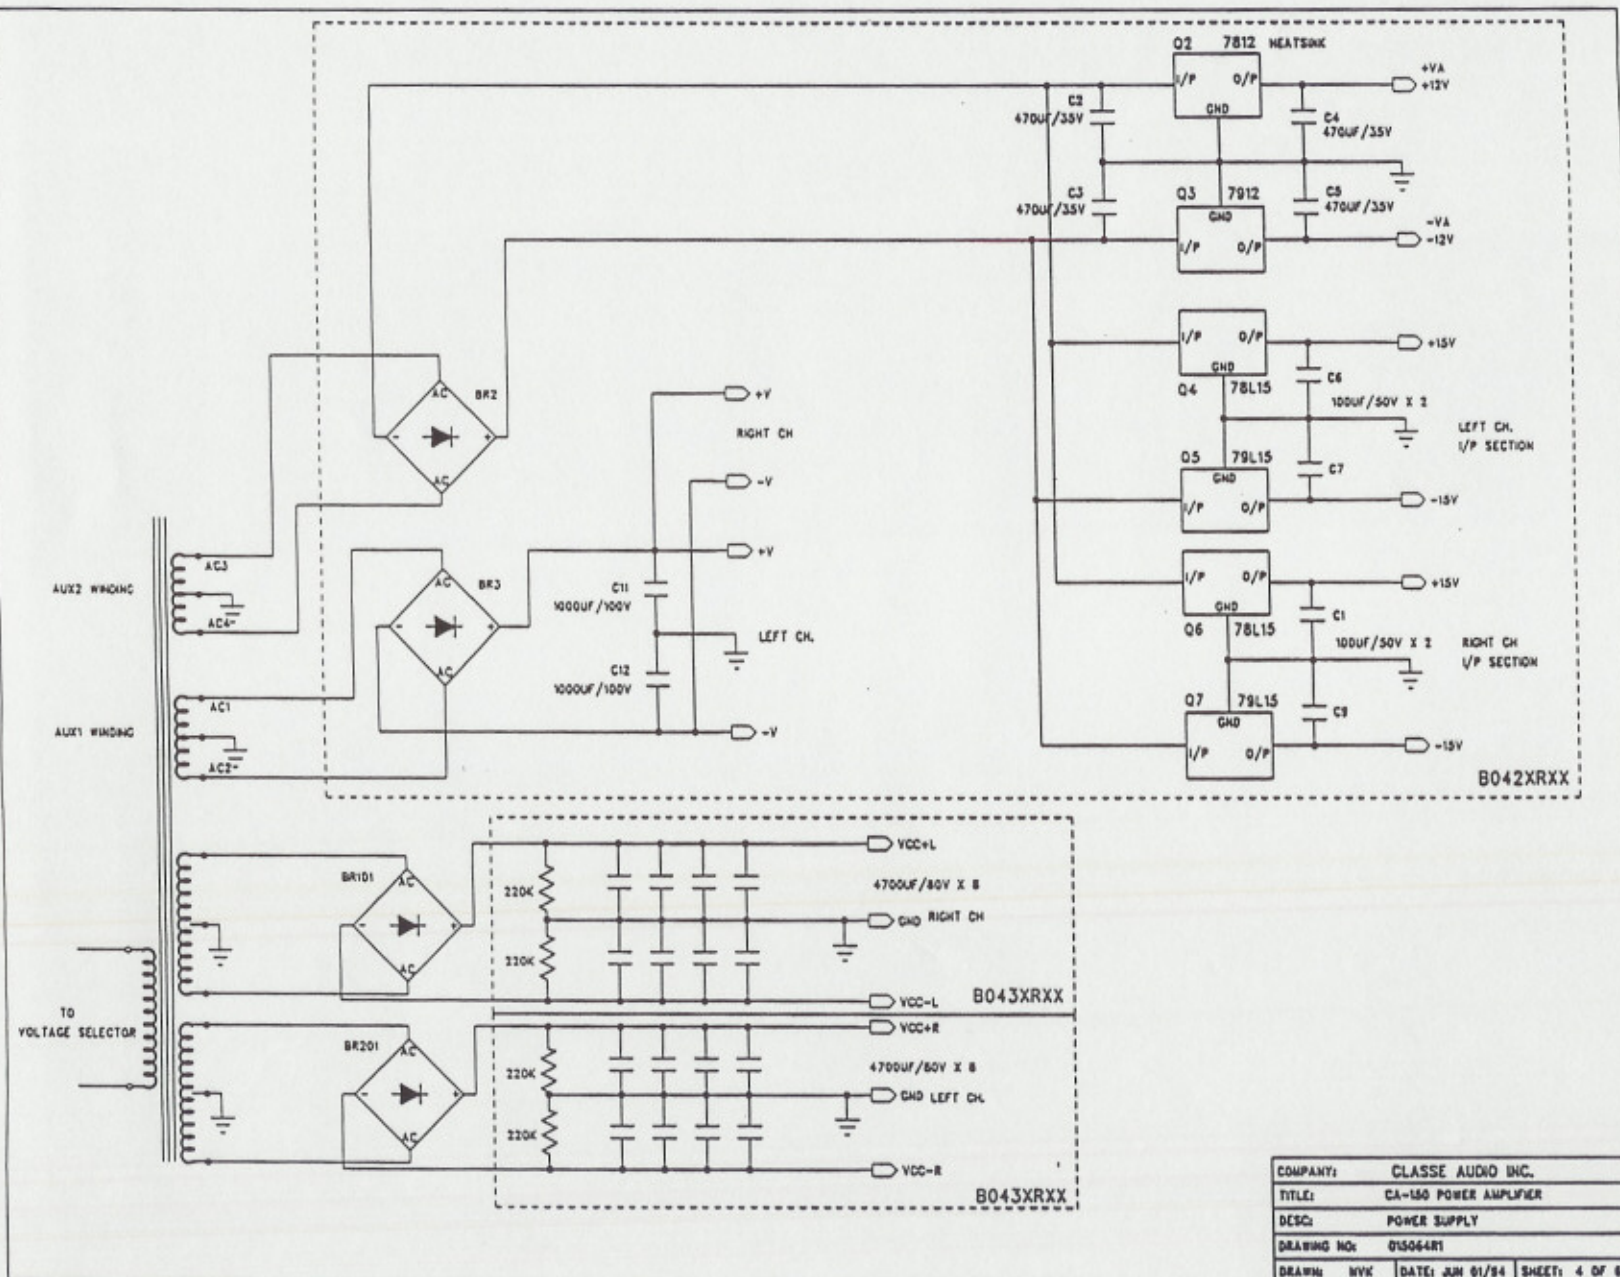 Q2 7812 HEATSINK
I/P O/P
GND
+VA
+12V
C2
470UF/35V
C4
470UF/35V
C3
470UF/35V
Q3 7912
GND
I/P O/P
C5
470UF/35V
-VA
-12V
I/P O/P
GND
Q4 78L15
+15V
C6
100UF/50V X 2
LEFT CH.
I/P SECTION
Q5 79L15
GND
I/P O/P
C7
-15V
I/P O/P
GND
Q6 78L15
+15V
C1
100UF/50V X 2
RIGHT CH
I/P SECTION
Q7 79L15
GND
I/P O/P
C9
-15V
B042XRXX
AC
BR2
- +
AC
+V
RIGHT CH
-V
+V
AC
BR3
- +
AC
C11
1000UF/100V
LEFT CH.
C12
1000UF/100V
-V
AUX2 WINDING
AC3
AC4-
AUX1 WINDING
AC1
AC2-
BR101
AC
- +
AC
220K
220K
VCC+L
4700UF/80V X 8
GND RIGHT CH
VCC-L
B043XRXX
TO
VOLTAGE SELECTOR
BR201
AC
- +
AC
220K
220K
VCC+R
4700UF/80V X 8
GND LEFT CH.
VCC-R
B043XRXX
COMPANY: CLASSE AUDIO INC.
TITLE: CA-150 POWER AMPLIFIER
DESC: POWER SUPPLY
DRAWING NO: 015064R1
DRAWN: NVK DATE: JUN 01/94 SHEET: 4 OF